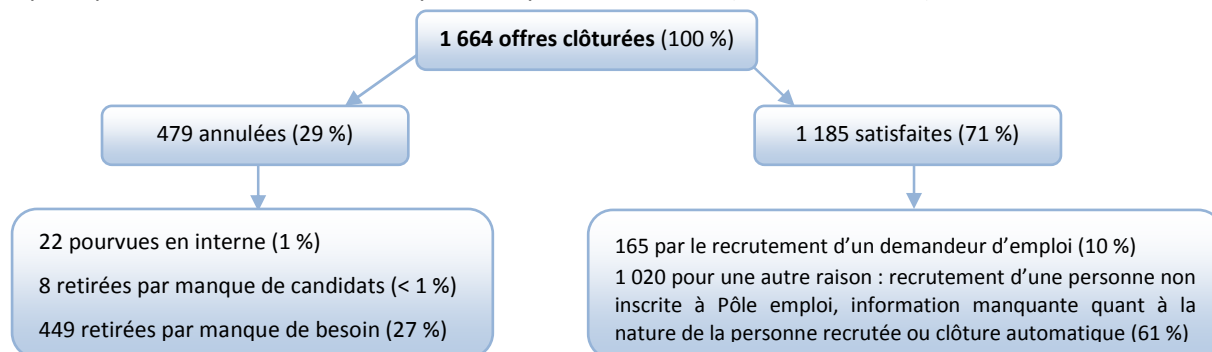 1 664 offres clôturées (100 %)
479 annulées (29 %)
1 185 satisfaites (71 %)
22 pourvues en interne (1 %)
8 retirées par manque de candidats (< 1 %)
449 retirées par manque de besoin (27 %)
165 par le recrutement d’un demandeur d’emploi (10 %)
1 020 pour une autre raison : recrutement d’une personne non
inscrite à Pôle emploi, information manquante quant à la
nature de la personne recrutée ou clôture automatique (61 %)